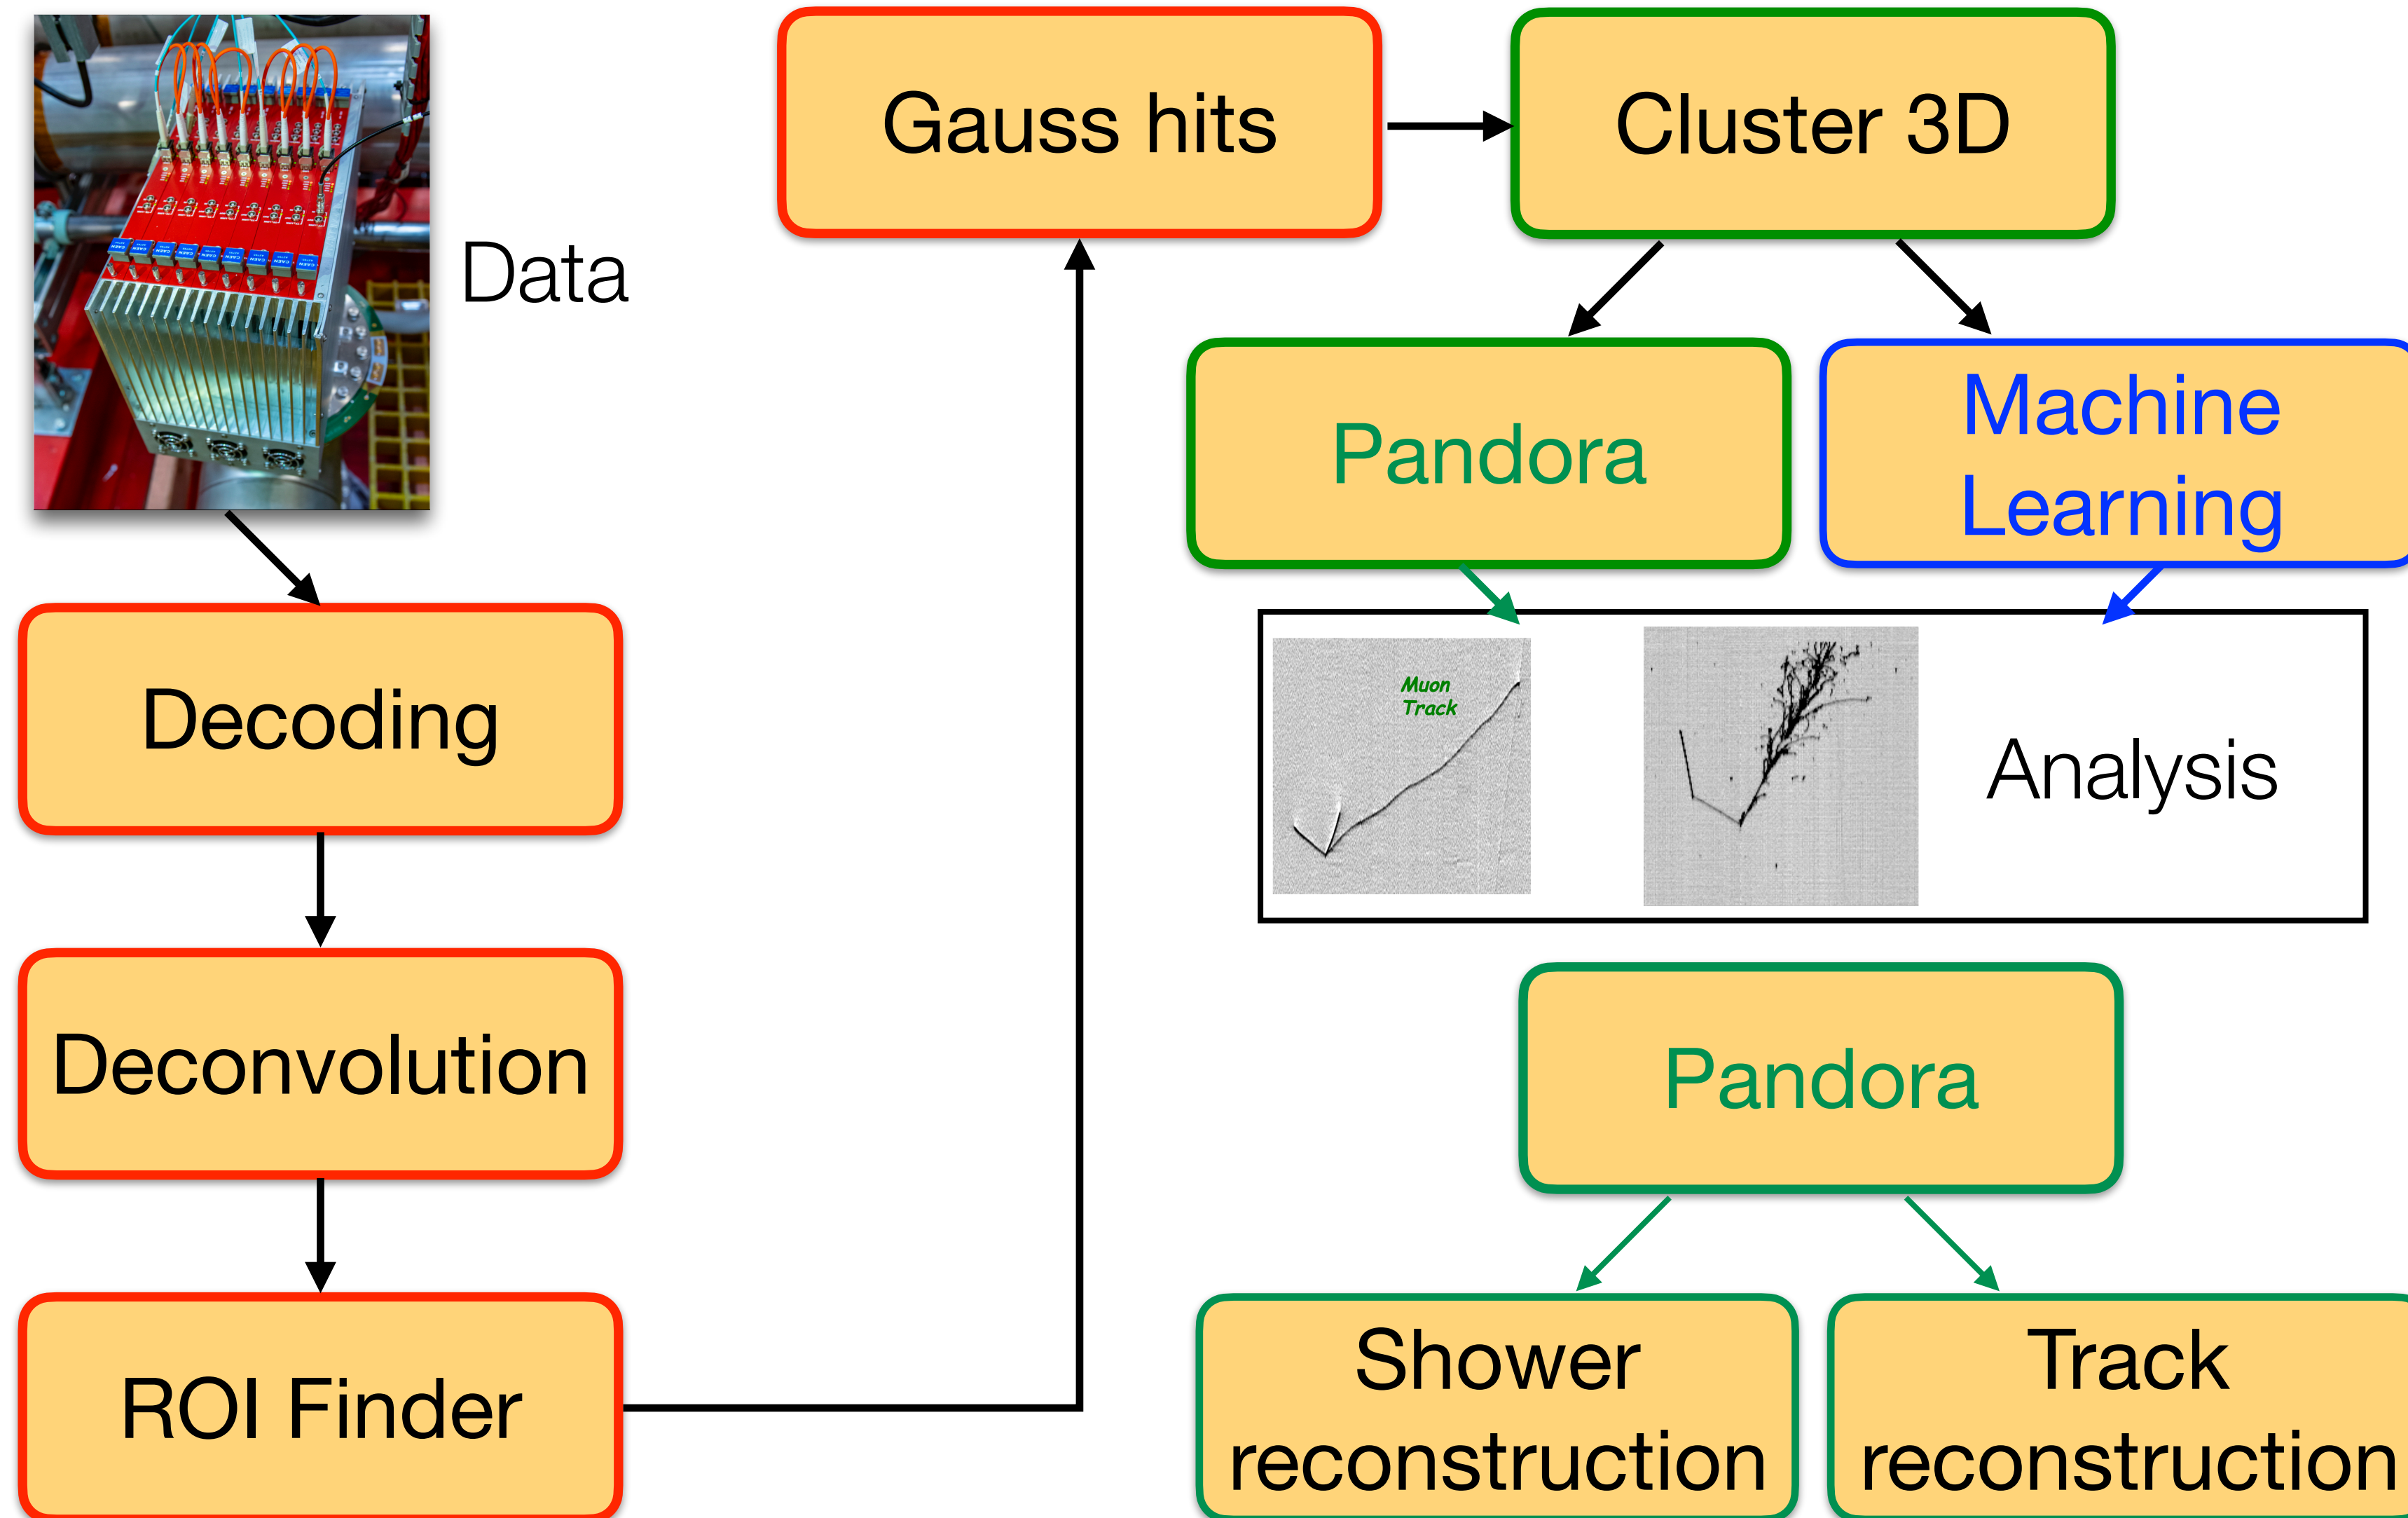 Data
Decoding
Deconvolution
ROI Finder
Gauss hits
Cluster 3D
Pandora
Machine
Learning
Muon
Track
Analysis
Pandora
Shower
reconstruction
Track
reconstruction